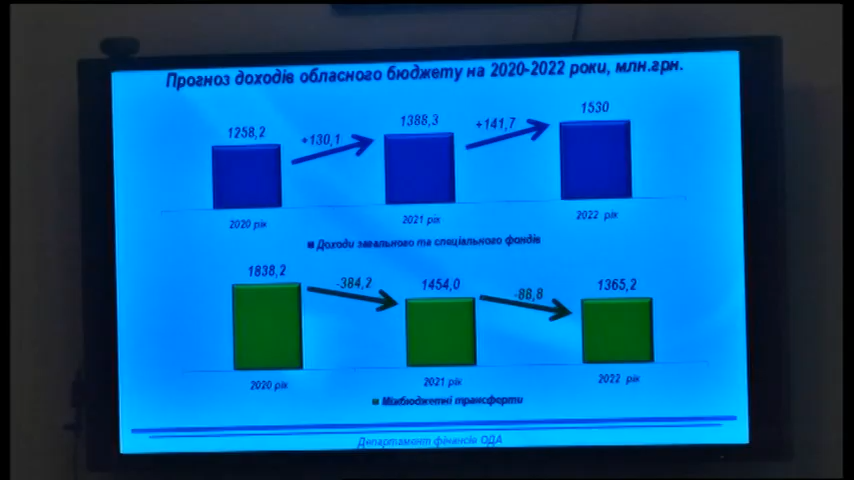 Прогноз доходів обласного бюджету на 2020-2022 роки, млн.грн.
1258,2
+130,1
1388,3
+141,7
1530
2020 рік
2021 рік
2022 рік
Доходи загального та спеціального фондів
1838,2
-384,2
1454,0
-88,8
1365,2
2020 рік
2021 рік
2022 рік
Міжбюджетні трансферти
Департамент фінансів ОДА